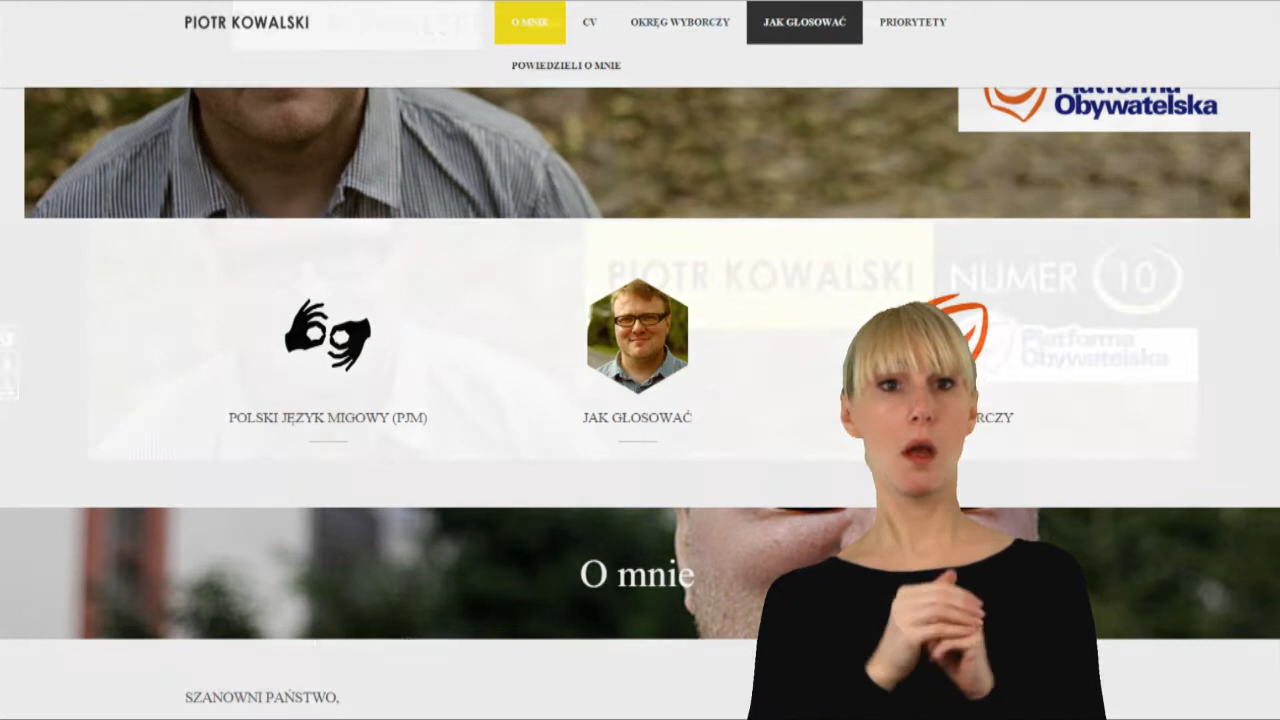 PIOTR KOWALSKI
O MNIE
CV
OKRĘG WYBORCZY
JAK GŁOSOWAĆ
PRIORYTETY
POWIEDZIELI O MNIE
Platforma
Obywatelska
PIOTR KOWALSKI
NUMER 10
Platforma
Obywatelska
POLSKI JĘZYK MIGOWY (PJM)
JAK GŁOSOWAĆ
RCZY
O mnie
SZANOWNI PAŃSTWO,